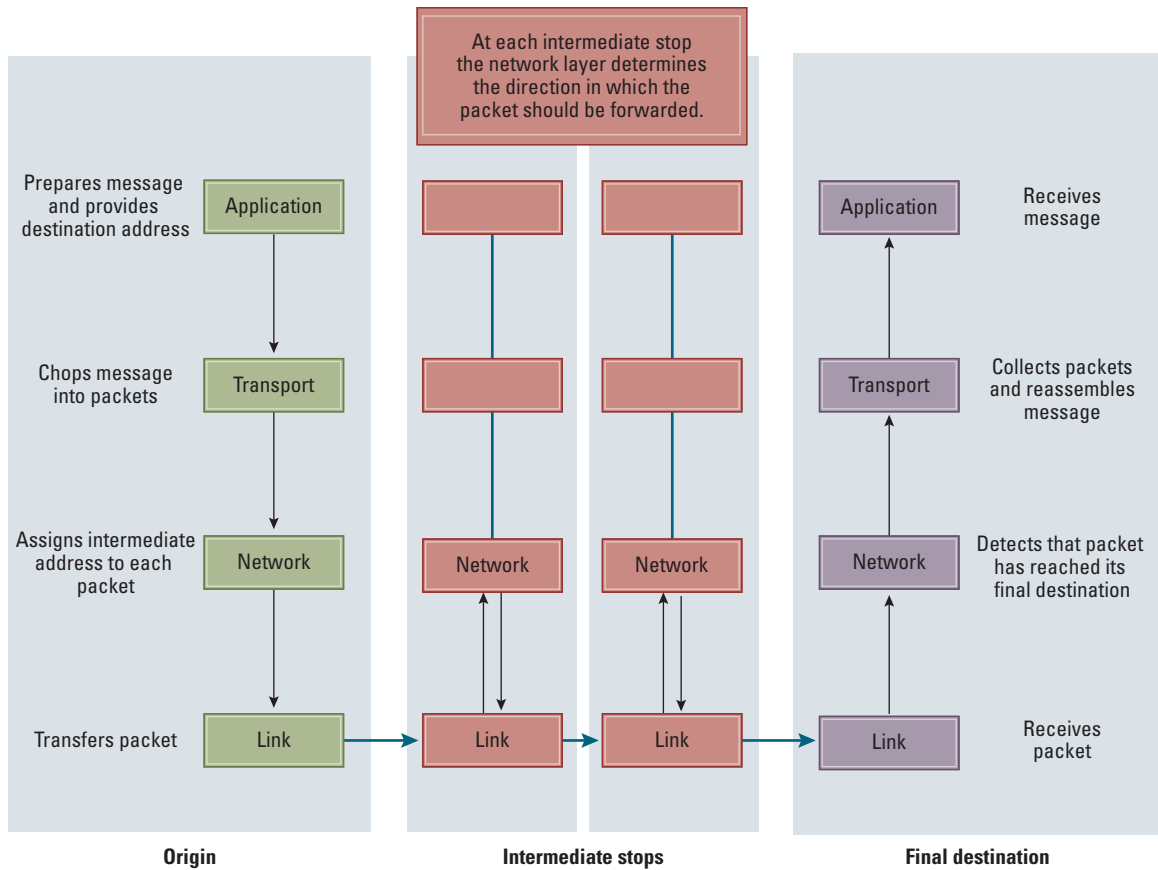 At each intermediate stop
the network layer determines
the direction in which the
packet should be forwarded.
Prepares message
and provides
destination address
Application
Application
Receives
message
Chops message
into packets
Transport
Transport
Collects packets
and reassembles
message
Assigns intermediate
address to each
packet
Network
Network
Network
Network
Detects that packet
has reached its
final destination
Transfers packet
Link
Link
Link
Link
Receives
packet
Origin
Intermediate stops
Final destination